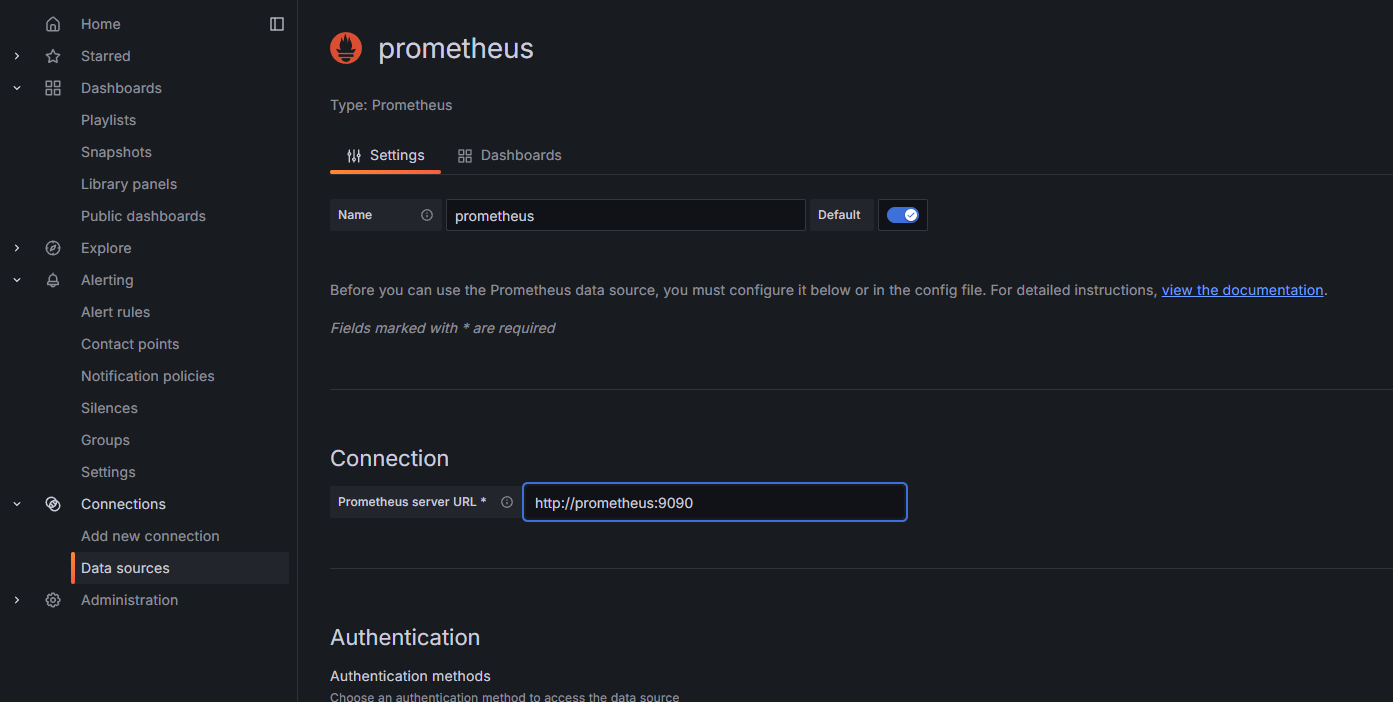 Home
Starred
Dashboards
Playlists
Snapshots
Library panels
Public dashboards
Explore
Alerting
Alert rules
Contact points
Notification policies
Silences
Groups
Settings
Connections
Add new connection
Data sources
Administration
prometheus
Type: Prometheus
Settings
Dashboards
Name
prometheus
Default
Before you can use the Prometheus data source, you must configure it below or in the config file. For detailed instructions, view the documentation.
Fields marked with * are required
Connection
Prometheus server URL *
http://prometheus:9090
Authentication
Authentication methods
Choose an authentication method to access the data source